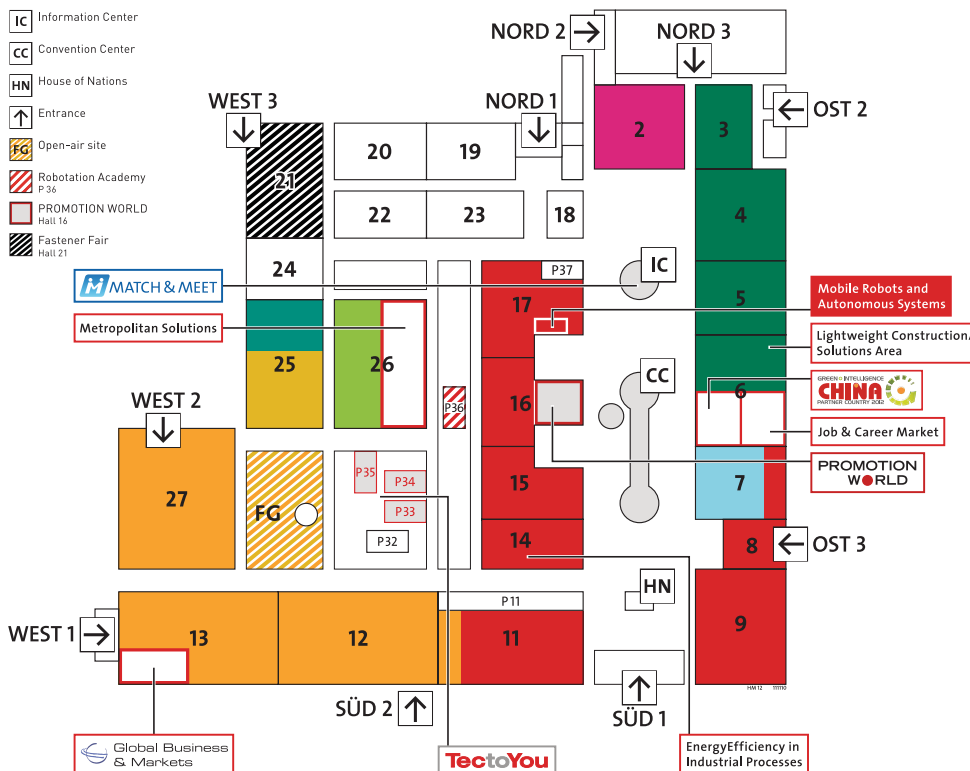 IC Information Center
CC Convention Center
HN House of Nations
Entrance
FG Open-air site
Robotation Academy
P 36
PROMOTION WORLD
Hall 16
Fastener Fair
Hall 21
NORD 2
NORD 3
WEST 3
NORD 1
OST 2
2
3
20
19
21
22
23
18
4
24
P37
IC
MATCH & MEET
17
5
Mobile Robots and
Autonomous Systems
Metropolitan Solutions
Lightweight Construction/
Solutions Area
25
26
CC
6
GREEN INTELLIGENCE
CHINA
PARTNER COUNTRY 2012
P36
16
WEST 2
Job & Career Market
27
FG
P35
P34
P33
P32
15
7
PROMOTION
WORLD
14
8
OST 3
HN
P11
WEST 1
13
12
11
9
HM 12 111110
SÜD 2
SÜD 1
Global Business
& Markets
TectoYou
EnergyEfficiency in
Industrial Processes